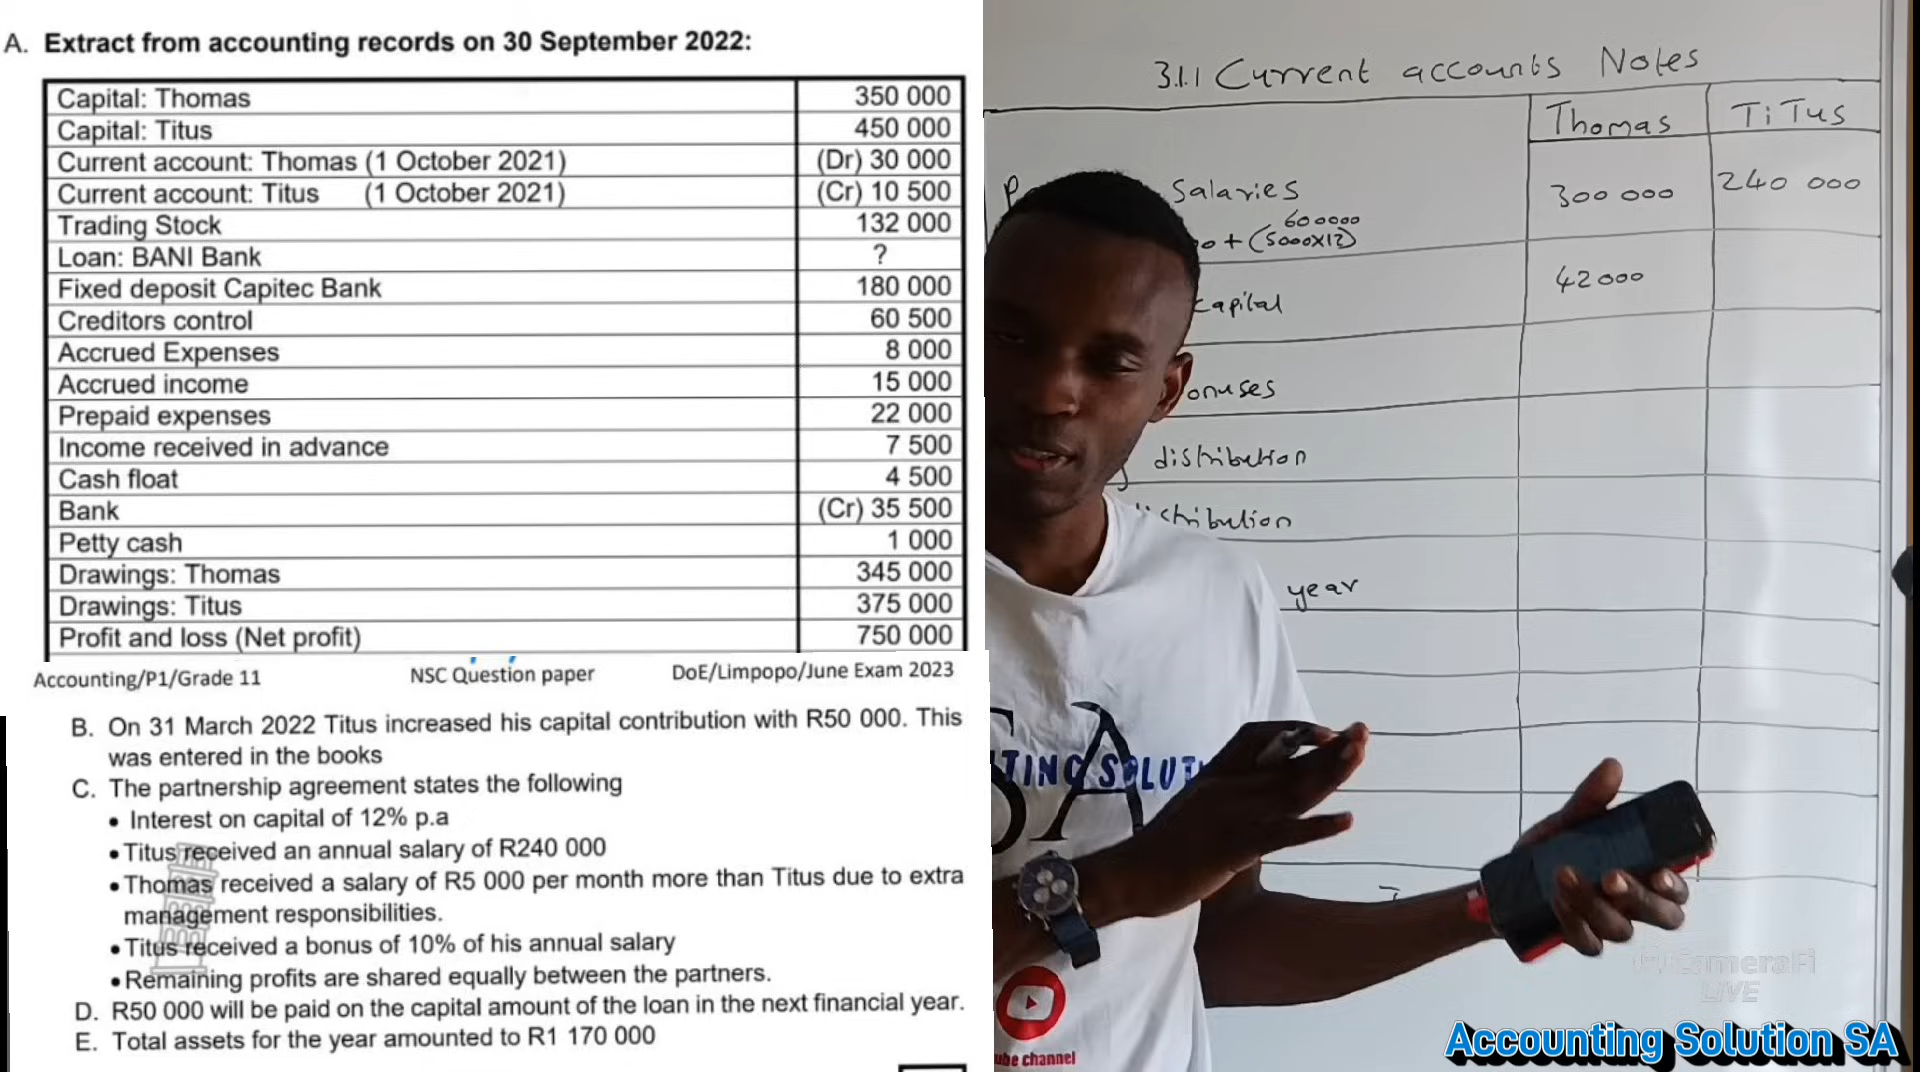 A. Extract from accounting records on 30 September 2022:
Capital: Thomas 350 000
Capital: Titus 450 000
Current account: Thomas (1 October 2021) (Dr) 30 000
Current account: Titus (1 October 2021) (Cr) 10 500
Trading Stock 132 000
Loan: BANI Bank ?
Fixed deposit Capitec Bank 180 000
Creditors control 60 500
Accrued Expenses 8 000
Accrued income 15 000
Prepaid expenses 22 000
Income received in advance 7 500
Cash float 4 500
Bank (Cr) 35 500
Petty cash 1 000
Drawings: Thomas 345 000
Drawings: Titus 375 000
Profit and loss (Net profit) 750 000
Accounting/P1/Grade 11 NSC Question paper DoE/Limpopo/June Exam 2023
B. On 31 March 2022 Titus increased his capital contribution with R50 000. This
was entered in the books
C. The partnership agreement states the following
• Interest on capital of 12% p.a
• Titus received an annual salary of R240 000
• Thomas received a salary of R5 000 per month more than Titus due to extra
management responsibilities.
• Titus received a bonus of 10% of his annual salary
• Remaining profits are shared equally between the partners.
D. R50 000 will be paid on the capital amount of the loan in the next financial year.
E. Total assets for the year amounted to R1 170 000
3.1.1 Current accounts Notes
Thomas TiTus
Salaries 300 000 240 000
60 0000
+ (5000X12)
capital 42 000
onuses
distribution
stribution
year
TING SOLUT
ube channel
CameraFi
LIVE
Accounting Solution SA